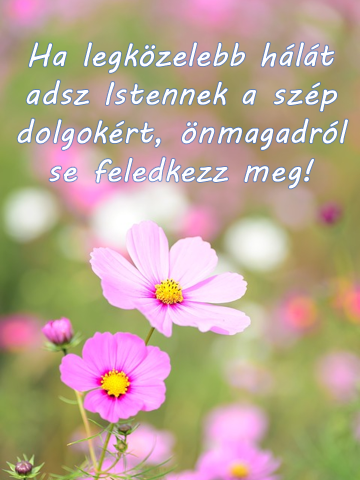 Ha legközelebb hálát
adsz Istennek a szép
dolgokért, önmagadról
se feledkezz meg!